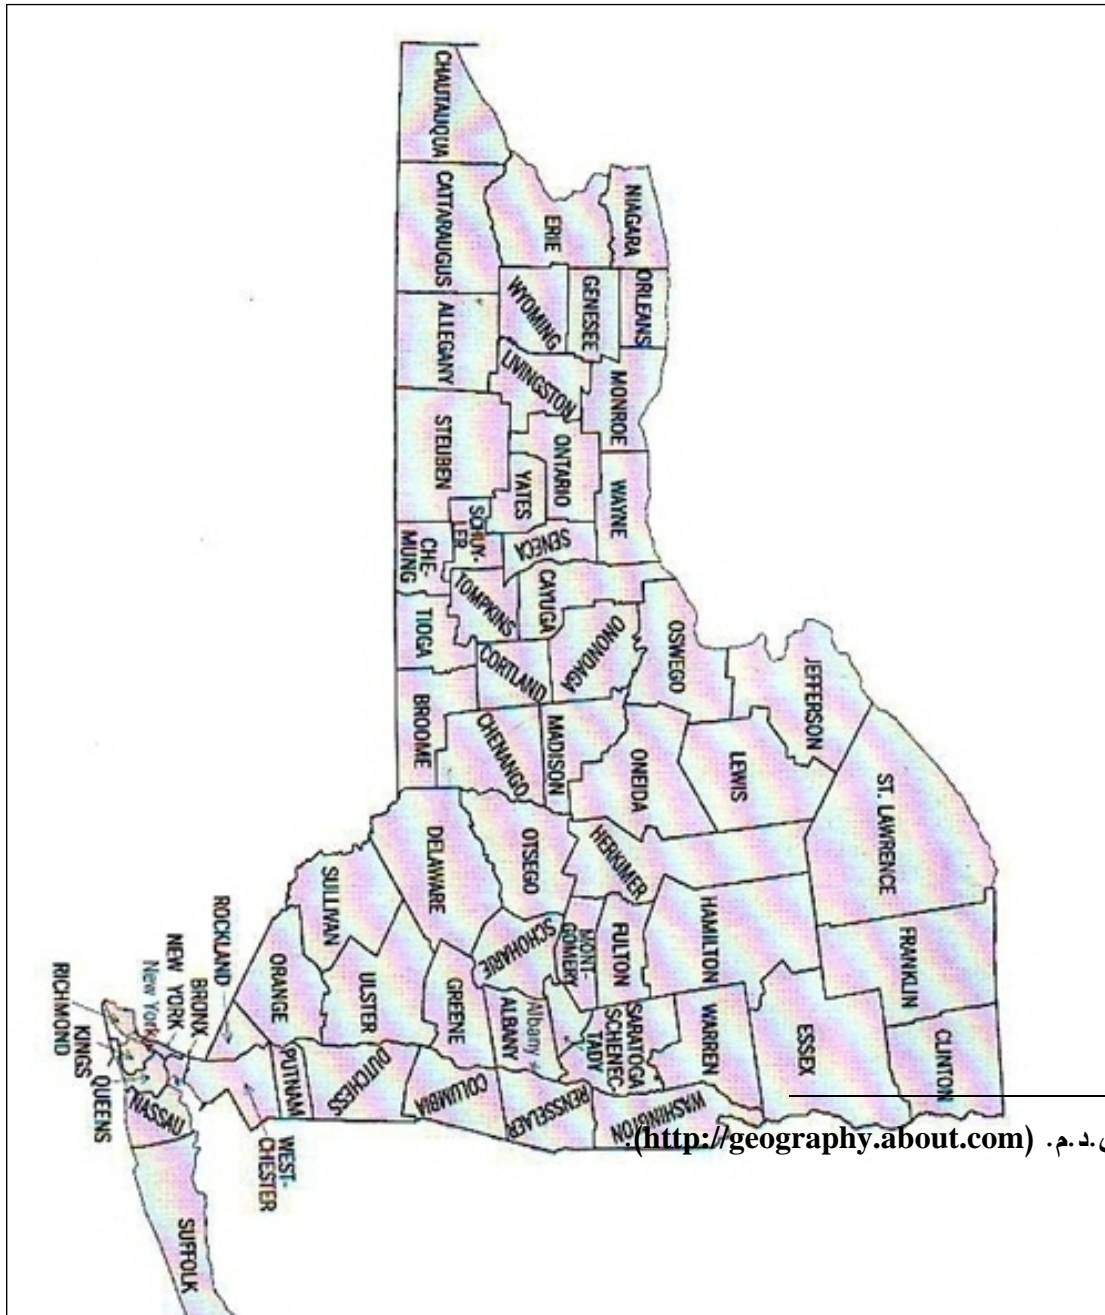 CHAUTAUQUA
CATTARAUGUS
ALLEGANY
STEUBEN
CHE-
MUNG
TIOGA
BROOME
ERIE
NIAGARA
ORLEANS
GENESEE
WYOMING
LIVINGSTON
MONROE
ONTARIO
YATES
WAYNE
SCHUY-
LER
SENECA
CAYUGA
TOMPKINS
CORTLAND
ONONDAGA
OSWEGO
JEFFERSON
LEWIS
ONEIDA
MADISON
CHENANGO
ST. LAWRENCE
HERKIMER
OTSEGO
DELAWARE
SULLIVAN
HAMILTON
FULTON
MONT-
GOMERY
SCHOHARIE
FRANKLIN
CLINTON
ESSEX
WARREN
SARATOGA
SCHENEC-
TADY
Albany
ALBANY
GREENE
ULSTER
ORANGE
ROCKLAND
WASHINGTON
RENSSELAER
COLUMBIA
DUTCHESS
PUTNAM
WEST-
CHESTER
BRONX
NEW YORK
New York
RICHMOND
KINGS
QUEENS
NASSAU
SUFFOLK
د.م. (http://geography.about.com).